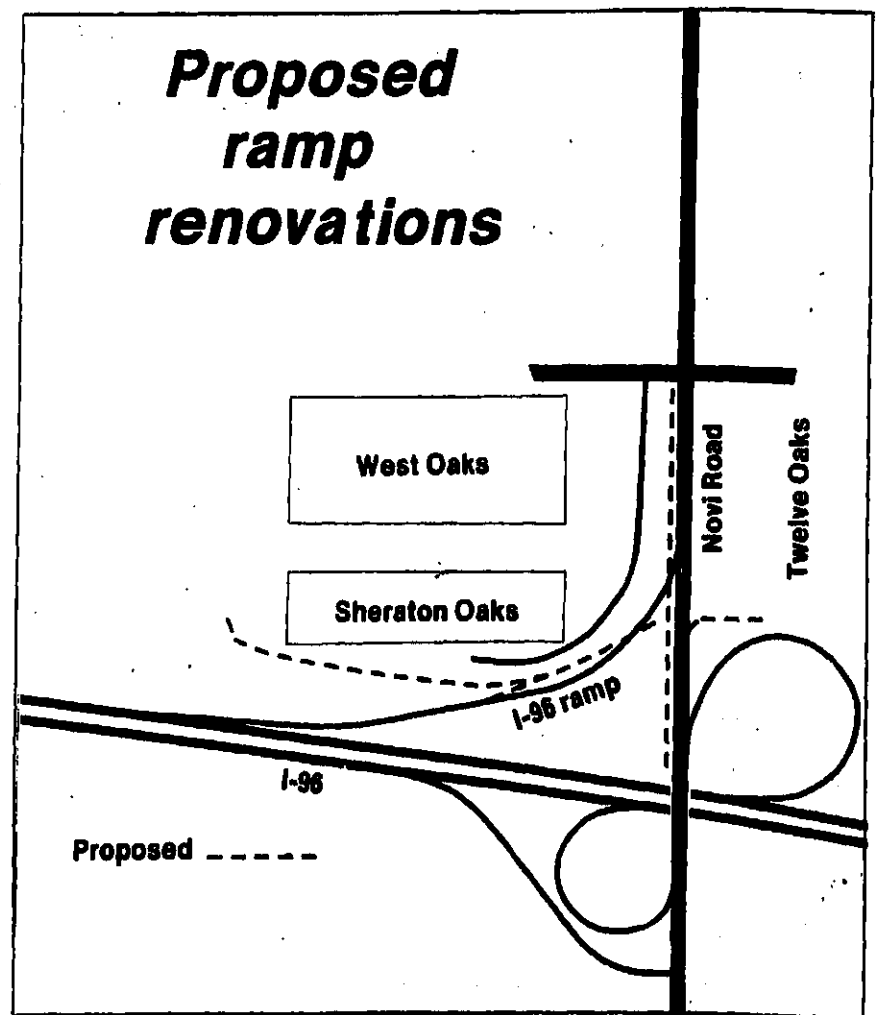 Proposed
ramp
renovations
West Oaks
Sheraton Oaks
Novi Road
Twelve Oaks
I-96 ramp
I-96
Proposed